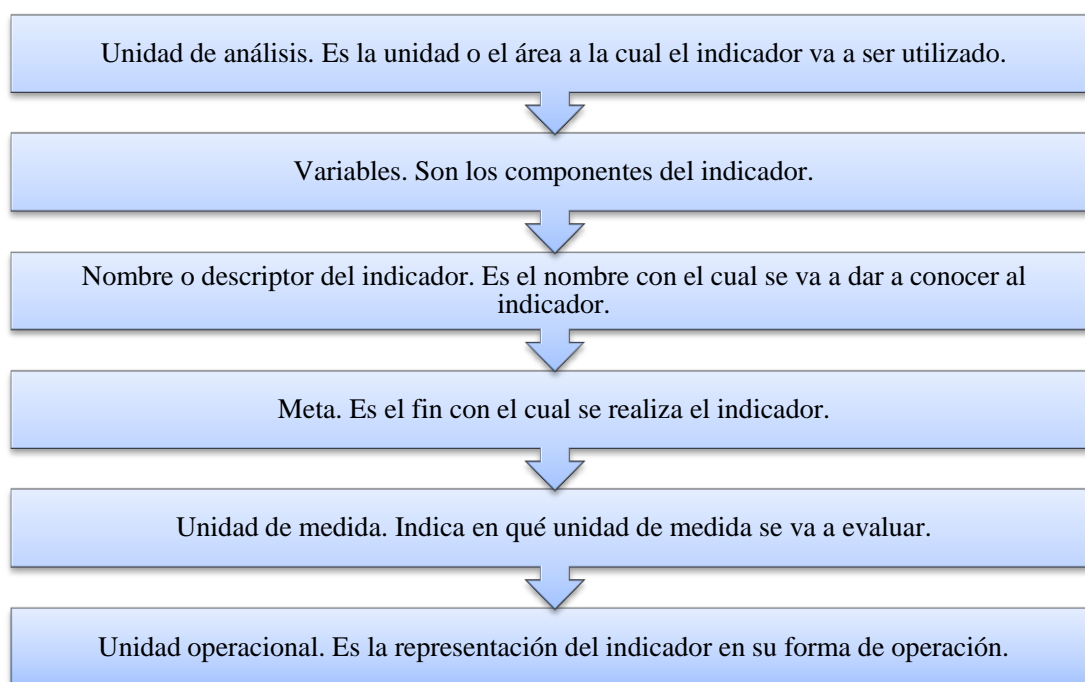 Unidad de análisis. Es la unidad o el área a la cual el indicador va a ser utilizado.
Variables. Son los componentes del indicador.
Nombre o descriptor del indicador. Es el nombre con el cual se va a dar a conocer al
indicador.
Meta. Es el fin con el cual se realiza el indicador.
Unidad de medida. Indica en qué unidad de medida se va a evaluar.
Unidad operacional. Es la representación del indicador en su forma de operación.